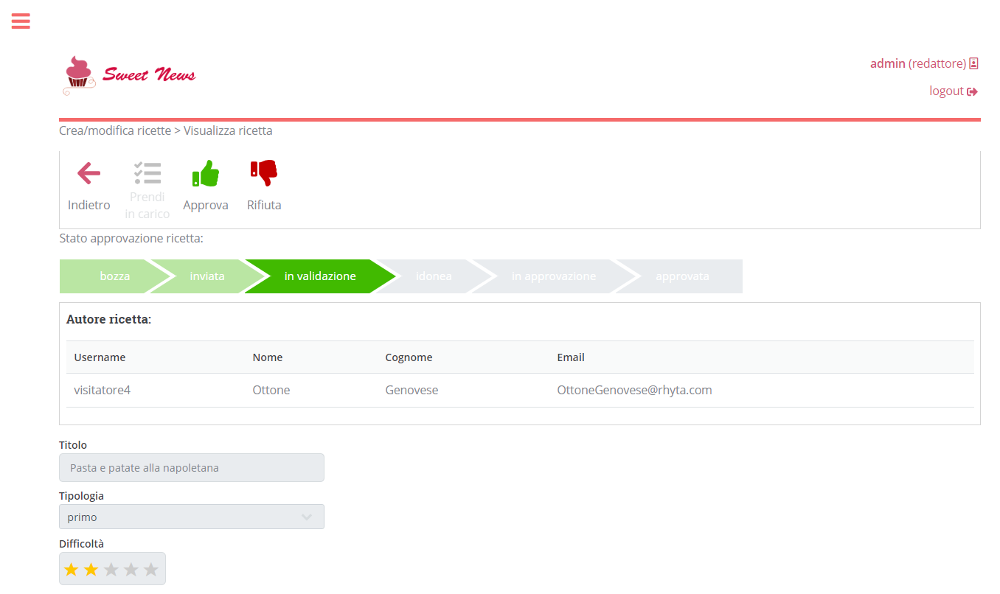 Sweet News
admin (redattore)
logout
Crea/modifica ricette > Visualizza ricetta
Indietro
Prendi
in carico
Approva
Rifiuta
Stato approvazione ricetta:
bozza inviata in validazione idonea in approvazione approvata
Autore ricetta:
Username Nome Cognome Email
visitatore4 Ottone Genovese OttoneGenovese@rhyta.com
Titolo
Pasta e patate alla napoletana
Tipologia
primo
Difficoltà